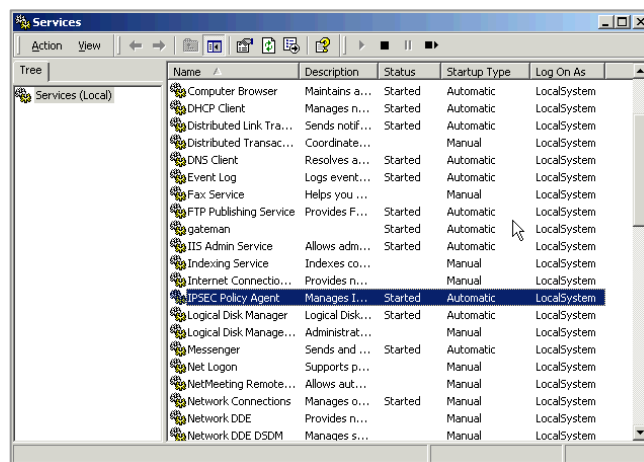 Services
Action View
Tree
Services (Local)
Name Description Status Startup Type Log On As
Computer Browser Maintains a... Started Automatic LocalSystem
DHCP Client Manages n... Started Automatic LocalSystem
Distributed Link Tra... Sends notif... Started Automatic LocalSystem
Distributed Transac... Coordinate... Manual LocalSystem
DNS Client Resolves a... Started Automatic LocalSystem
Event Log Logs event... Started Automatic LocalSystem
Fax Service Helps you ... Manual LocalSystem
FTP Publishing Service Provides F... Started Automatic LocalSystem
gateman Started Automatic LocalSystem
IIS Admin Service Allows adm... Started Automatic LocalSystem
Indexing Service Indexes co... Manual LocalSystem
Internet Connectio... Provides n... Manual LocalSystem
IPSEC Policy Agent Manages I... Started Automatic LocalSystem
Logical Disk Manager Logical Disk... Started Automatic LocalSystem
Logical Disk Manage... Administrat... Manual LocalSystem
Messenger Sends and ... Started Automatic LocalSystem
Net Logon Supports p... Manual LocalSystem
NetMeeting Remote... Allows aut... Manual LocalSystem
Network Connections Manages o... Started Manual LocalSystem
Network DDE Provides n... Manual LocalSystem
Network DDE DSDM Manages s... Manual LocalSystem